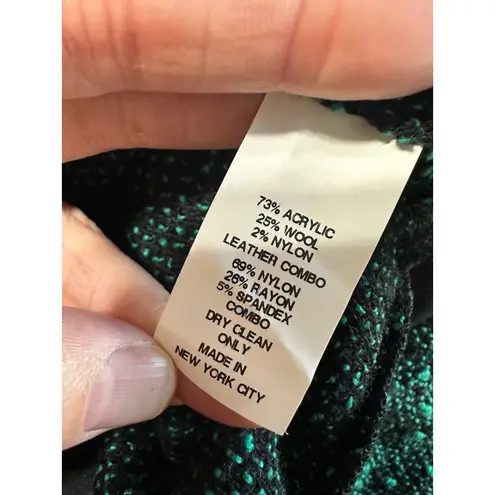 73% ACRYLIC
25% WOOL
2% NYLON
LEATHER COMBO
69% NYLON
26% RAYON
5% SPANDEX
COMBO
DRY CLEAN
ONLY
MADE IN
NEW YORK CITY